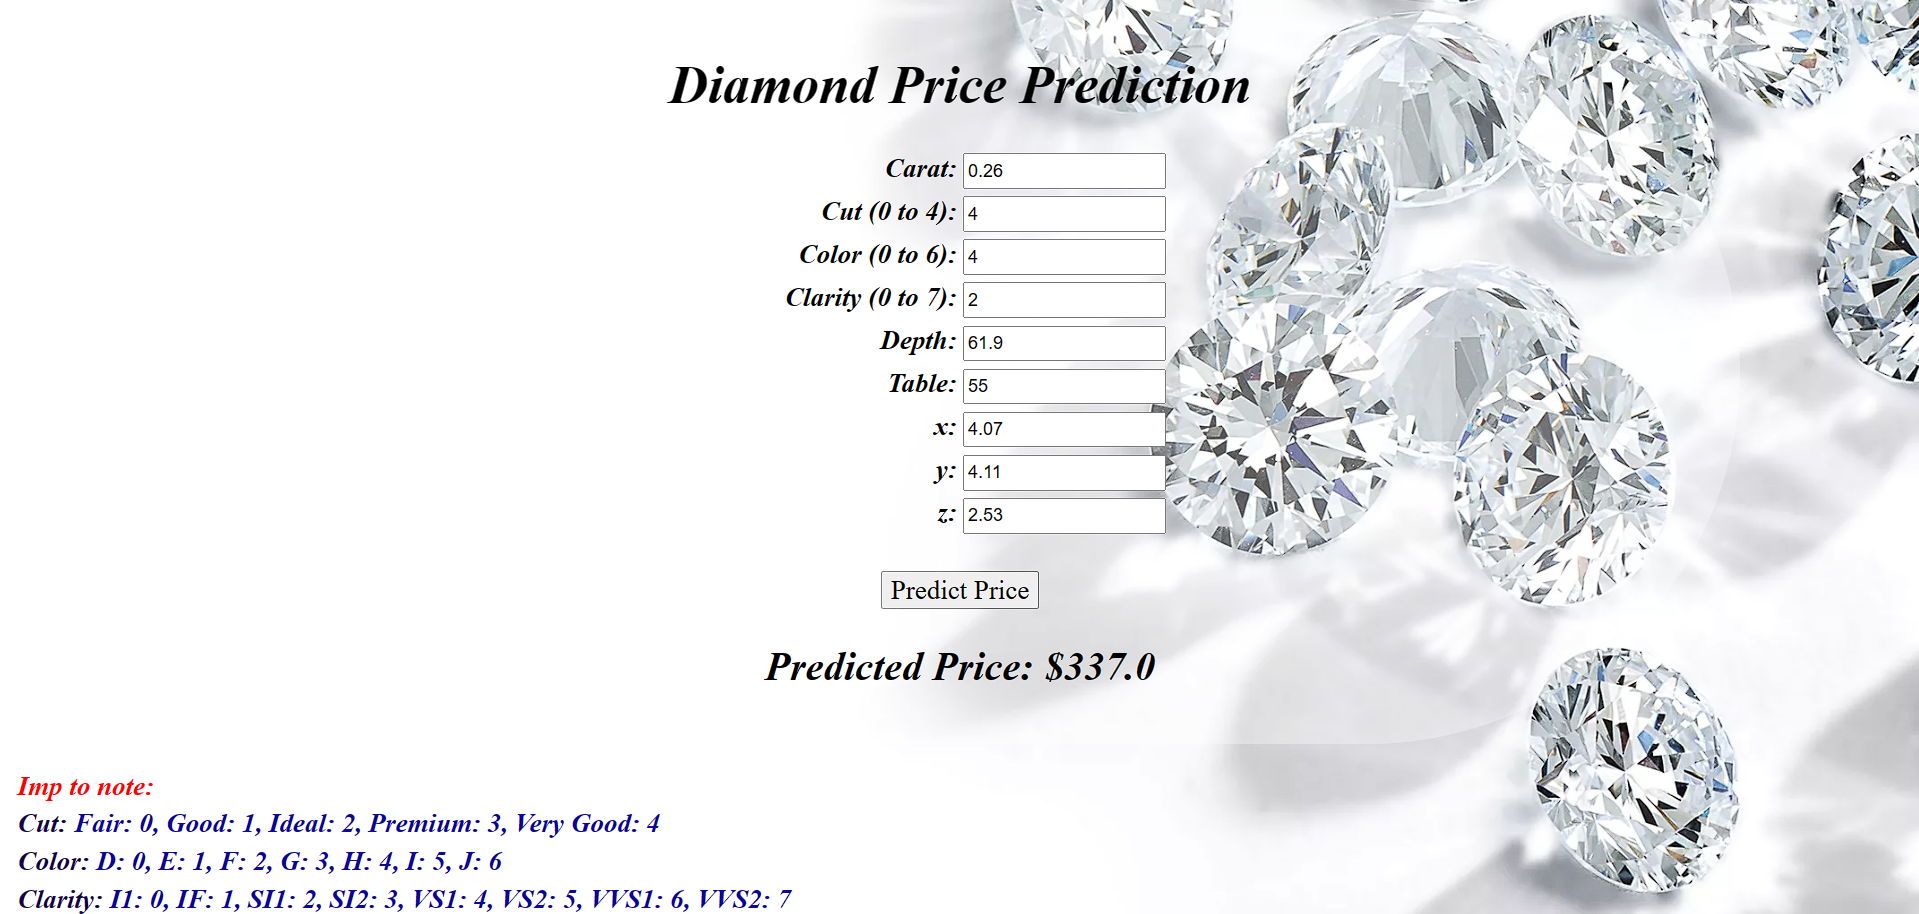 Diamond Price Prediction
Carat: 0.26
Cut (0 to 4): 4
Color (0 to 6): 4
Clarity (0 to 7): 2
Depth: 61.9
Table: 55
x: 4.07
y: 4.11
z: 2.53
Predict Price
Predicted Price: $337.0
Imp to note:
Cut: Fair: 0, Good: 1, Ideal: 2, Premium: 3, Very Good: 4
Color: D: 0, E: 1, F: 2, G: 3, H: 4, I: 5, J: 6
Clarity: I1: 0, IF: 1, SI1: 2, SI2: 3, VS1: 4, VS2: 5, VVS1: 6, VVS2: 7